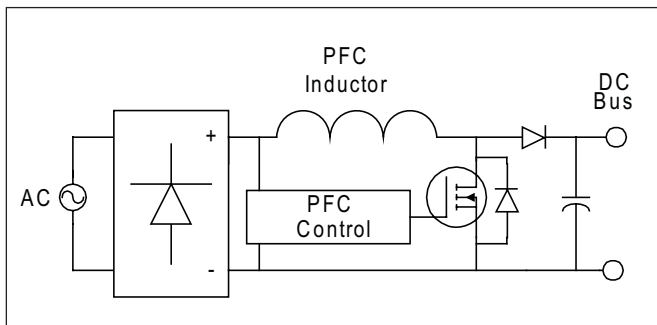 PFC
Inductor
DC
Bus
+
AC
PFC
Control
-